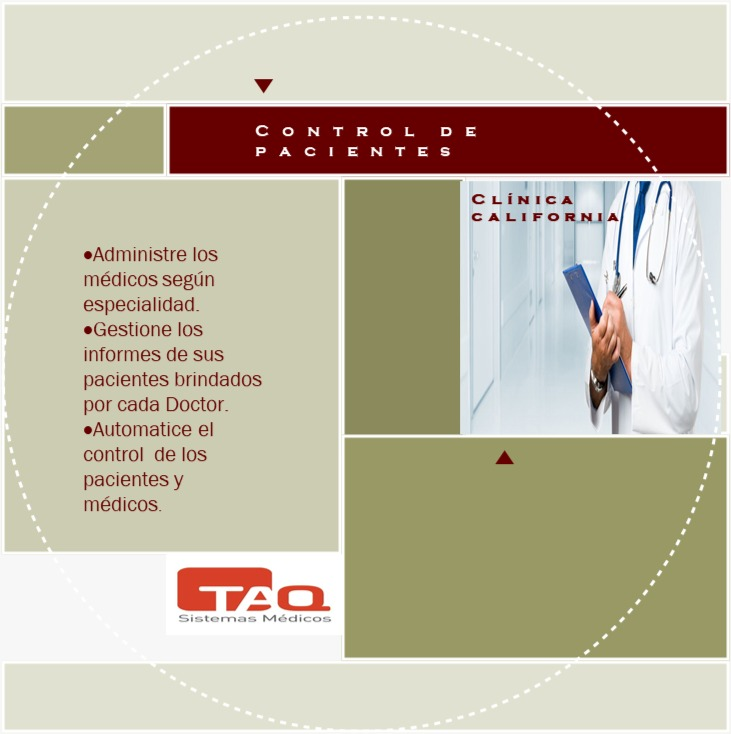 CONTROL DE
PACIENTES
CLÍNICA
CALIFORNIA
•Administre los
médicos según
especialidad.
•Gestione los
informes de sus
pacientes brindados
por cada Doctor.
•Automatice el
control  de los
pacientes y
médicos.
TAQ
Sistemas Médicos